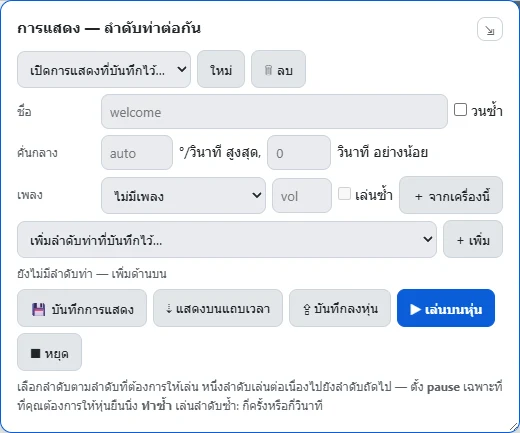 การแสดง — ลำดับท่าต่อกัน
เปิดการแสดงที่บันทึกไว้... ใหม่ ลบ
ชื่อ welcome วนซ้ำ
คั่นกลาง auto °/วินาที สูงสุด, 0 วินาที อย่างน้อย
เพลง ไม่มีเพลง vol เล่นซ้ำ + จากเครื่องนี้
เพิ่มลำดับท่าที่บันทึกไว้... + เพิ่ม
ยังไม่มีลำดับท่า — เพิ่มด้านบน
บันทึกการแสดง ↓ แสดงบนแถบเวลา ⇪ บันทึกลงหุ่น ▶ เล่นบนหุ่น
■ หยุด
เลือกลำดับตามลำดับที่ต้องการให้เล่น หนึ่งลำดับเล่นต่อเนื่องไปยังลำดับถัดไป — ตั้ง pause เฉพาะที่
ที่คุณต้องการให้หุ่นยืนนิ่ง ทำซ้ำ เล่นลำดับซ้ำ: กี่ครั้งหรือกี่วินาที